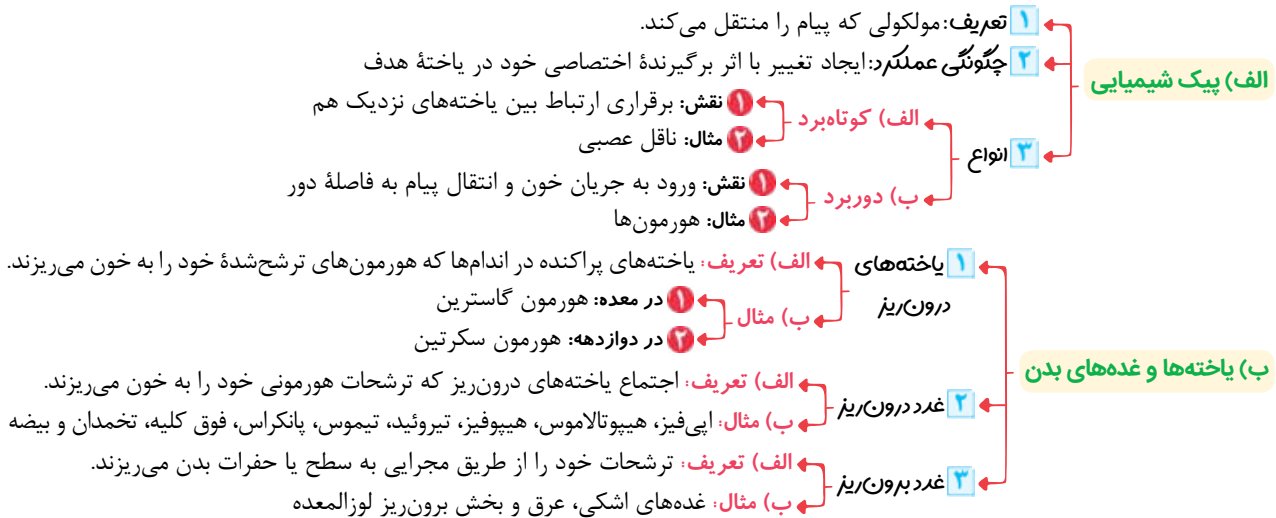 الف) پیک شیمیایی
۱ تعریف: مولکولی که پیام را منتقل می‌کند.
۲ چگونگی عملکرد: ایجاد تغییر با اثر برگیرندۀ اختصاصی خود در یاختۀ هدف
۳ انواع
الف) کوتاه‌برد
۱ نقش: برقراری ارتباط بین یاخته‌های نزدیک هم
۲ مثال: ناقل عصبی
ب) دوربرد
۱ نقش: ورود به جریان خون و انتقال پیام به فاصلۀ دور
۲ مثال: هورمون‌ها
ب) یاخته‌ها و غده‌های بدن
۱ یاخته‌های
درون‌ریز
الف) تعریف: یاخته‌های پراکنده در اندام‌ها که هورمون‌های ترشح‌شدۀ خود را به خون می‌ریزند.
ب) مثال
۱ در معده: هورمون گاسترین
۲ در دوازدهه: هورمون سکرتین
۲ غدد درون‌ریز
الف) تعریف: اجتماع یاخته‌های درون‌ریز که ترشحات هورمونی خود را به خون می‌ریزند.
ب) مثال: اپی‌فیز، هیپوتالاموس، هیپوفیز، تیروئید، تیموس، پانکراس، فوق کلیه، تخمدان و بیضه
۳ غدد برون‌ریز
الف) تعریف: ترشحات خود را از طریق مجرایی به سطح یا حفرات بدن می‌ریزند.
ب) مثال: غده‌های اشکی، عرق و بخش برون‌ریز لوزالمعده